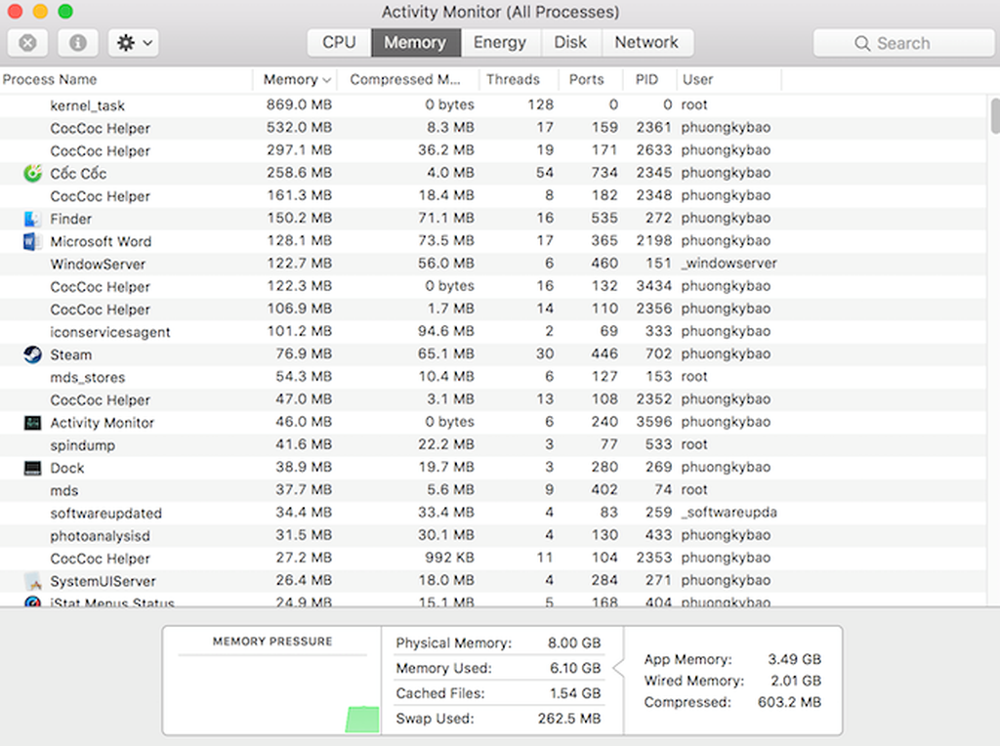 Activity Monitor (All Processes)
CPU Memory Energy Disk Network Search
Process Name Memory Compressed M... Threads Ports PID User
kernel_task 869.0 MB 0 bytes 128 0 0 root
CocCoc Helper 532.0 MB 8.3 MB 17 159 2361 phuongkybao
CocCoc Helper 297.1 MB 36.2 MB 19 171 2633 phuongkybao
Cốc Cốc 258.6 MB 4.0 MB 54 734 2345 phuongkybao
CocCoc Helper 161.3 MB 18.4 MB 8 182 2348 phuongkybao
Finder 150.2 MB 71.1 MB 16 535 272 phuongkybao
Microsoft Word 128.1 MB 73.5 MB 17 365 2198 phuongkybao
WindowServer 122.7 MB 56.0 MB 6 460 151 _windowserver
CocCoc Helper 122.3 MB 0 bytes 16 132 3434 phuongkybao
CocCoc Helper 106.9 MB 1.7 MB 14 110 2356 phuongkybao
iconservicesagent 101.2 MB 94.6 MB 2 69 333 phuongkybao
Steam 76.9 MB 65.1 MB 30 446 702 phuongkybao
mds_stores 54.3 MB 10.4 MB 6 127 153 root
CocCoc Helper 47.0 MB 3.1 MB 13 108 2352 phuongkybao
Activity Monitor 46.0 MB 0 bytes 6 240 3596 phuongkybao
spindump 41.6 MB 22.2 MB 3 77 533 root
Dock 38.9 MB 19.7 MB 3 280 269 phuongkybao
mds 37.7 MB 5.6 MB 9 402 74 root
softwareupdated 34.4 MB 33.4 MB 4 83 259 _softwareupda
photoanalysisd 31.5 MB 30.1 MB 4 130 433 phuongkybao
CocCoc Helper 27.2 MB 992 KB 11 104 2353 phuongkybao
SystemUIServer 26.4 MB 18.0 MB 4 284 271 phuongkybao
iStat Menus Status 24.9 MB 15.1 MB 5 168 404 phuongkybao
MEMORY PRESSURE
Physical Memory: 8.00 GB
Memory Used: 6.10 GB
Cached Files: 1.54 GB
Swap Used: 262.5 MB
App Memory: 3.49 GB
Wired Memory: 2.01 GB
Compressed: 603.2 MB